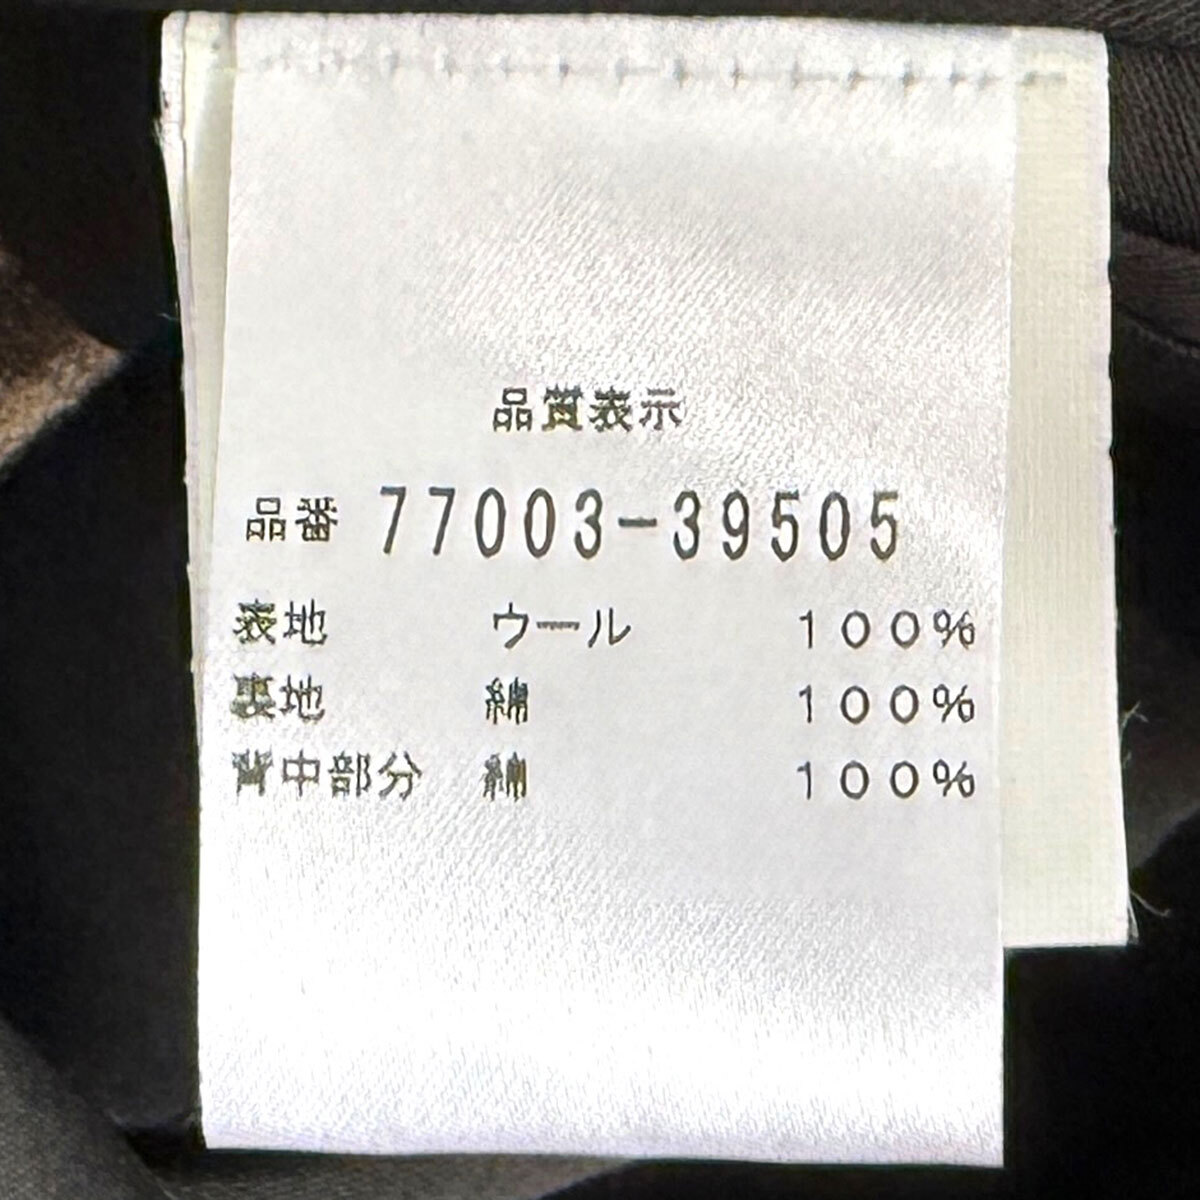 品質表示
品番 77003-39505
表地 ウール 100%
裏地 綿 100%
背中部分 綿 100%